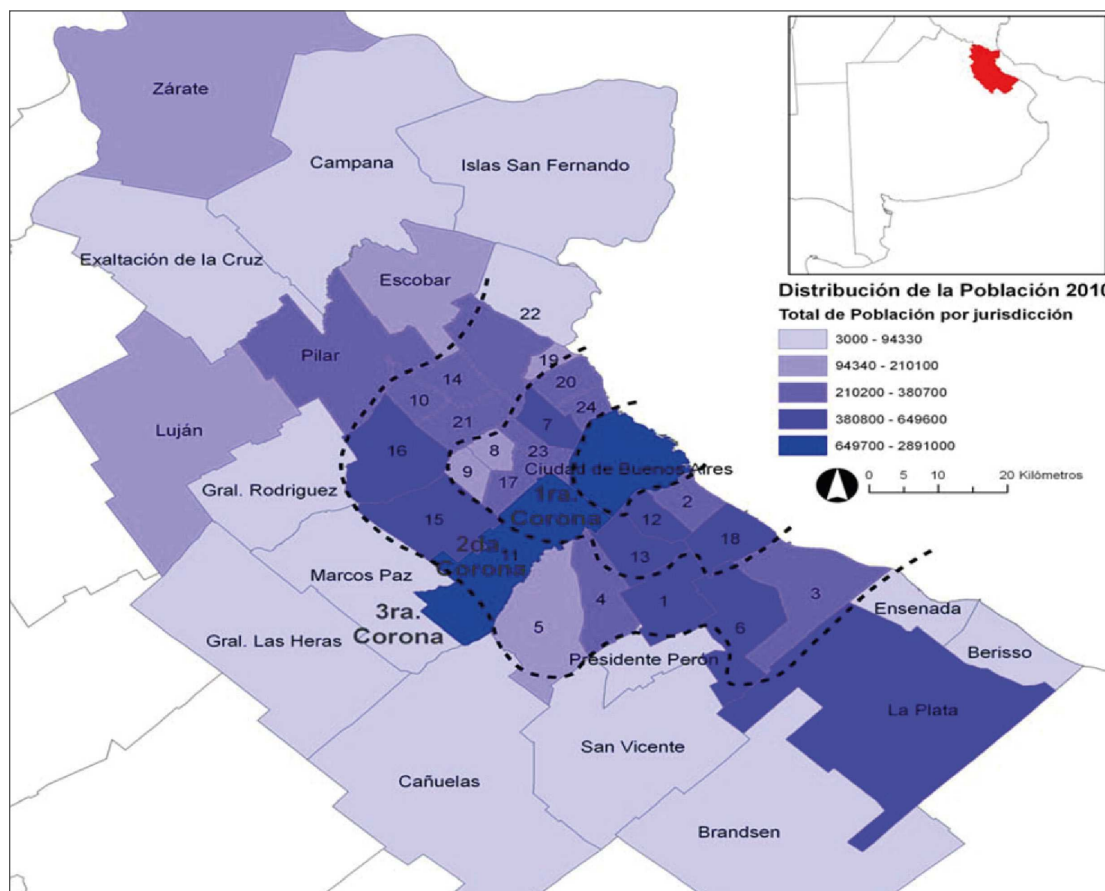 Zárate
Campana
Islas San Fernando
Exaltación de la Cruz
Escobar
22
Pilar
19
14
20
10
24
21
7
Luján
16
8
23
9
Ciudad de Buenos Aires
Gral. Rodriguez
17
1ra.
Corona
2
15
12
2da.
Corona
11
18
13
Marcos Paz
3ra.
Corona
4
1
3
Ensenada
Gral. Las Heras
5
6
Presidente Perón
Berisso
La Plata
San Vicente
Cañuelas
Brandsen
Distribución de la Población 2010
Total de Población por jurisdicción
3000 - 94330
94340 - 210100
210200 - 380700
380800 - 649600
649700 - 2891000
0 5 10 20 Kilómetros